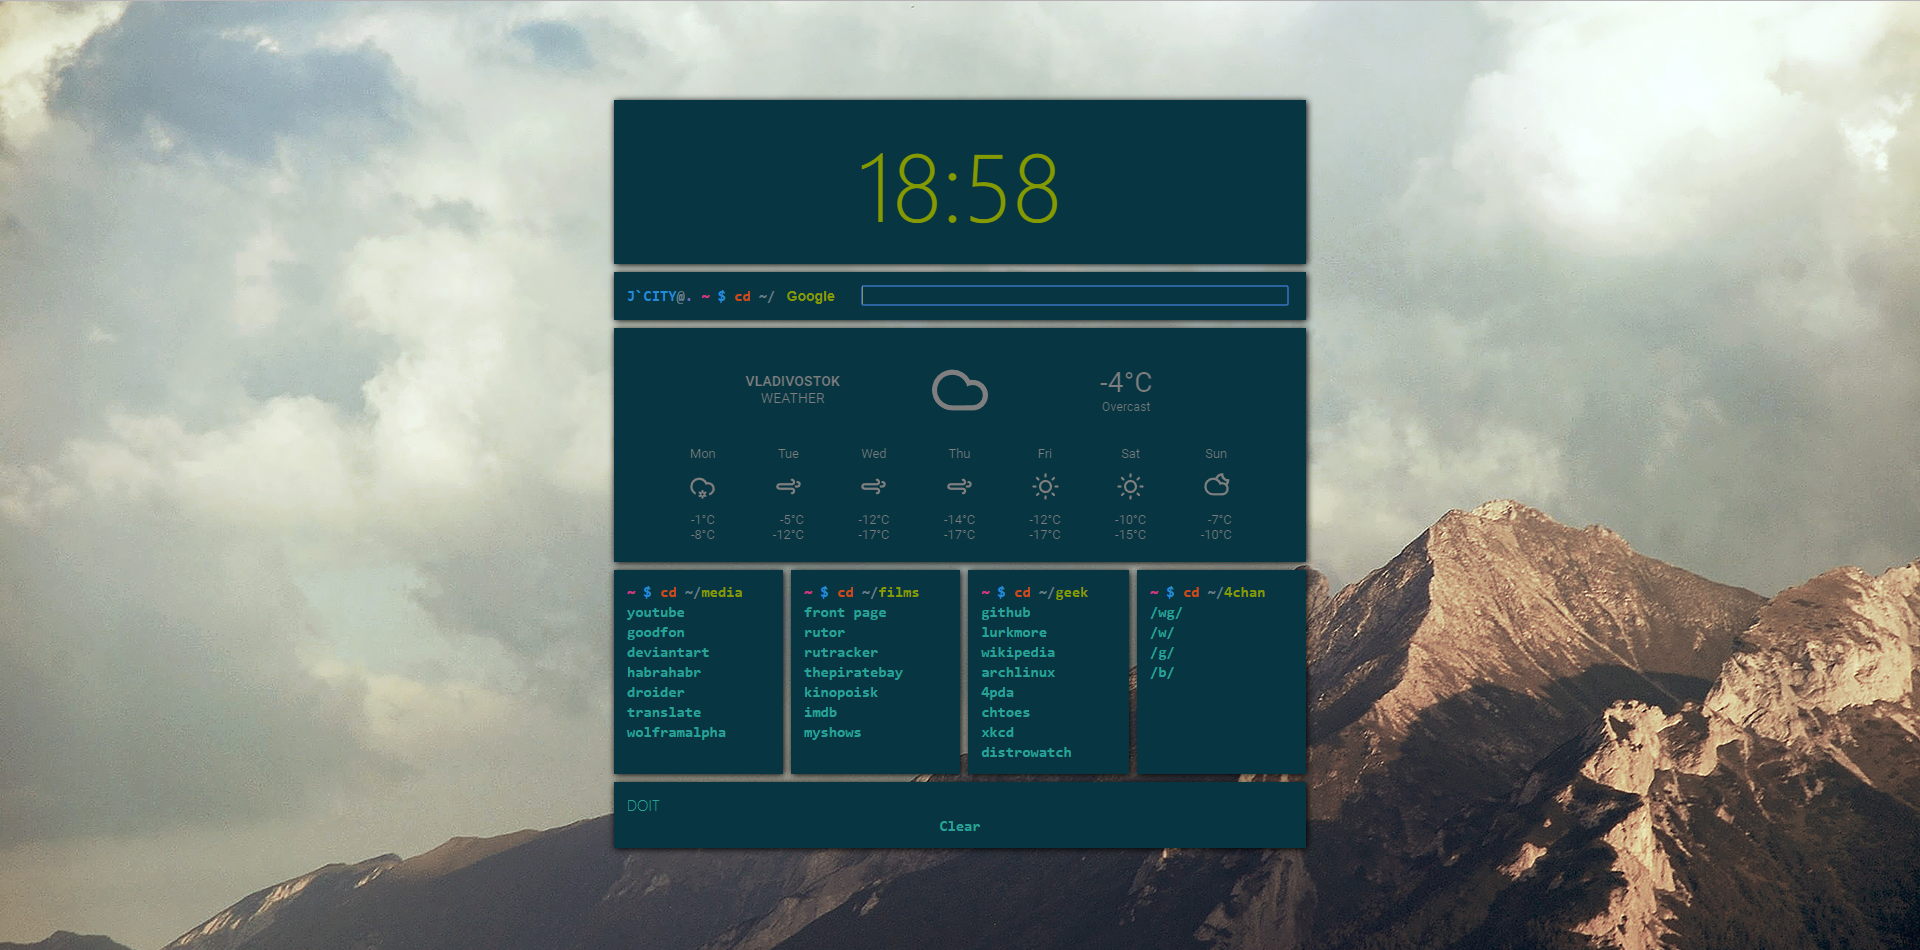 18:58
J`CITY@. ~ $ cd ~/ Google
VLADIVOSTOK
WEATHER
-4°C
Overcast
Mon Tue Wed Thu Fri Sat Sun
-1°C -5°C -12°C -14°C -12°C -10°C -7°C
-8°C -12°C -17°C -17°C -17°C -15°C -10°C
~ $ cd ~/media
youtube
goodfon
deviantart
habrahabr
droider
translate
wolframalpha
~ $ cd ~/films
front page
rutor
rutracker
thepiratebay
kinopoisk
imdb
myshows
~ $ cd ~/geek
github
lurkmore
wikipedia
archlinux
4pda
chtoes
xkcd
distrowatch
~ $ cd ~/4chan
/wg/
/w/
/g/
/b/
DOIT
Clear